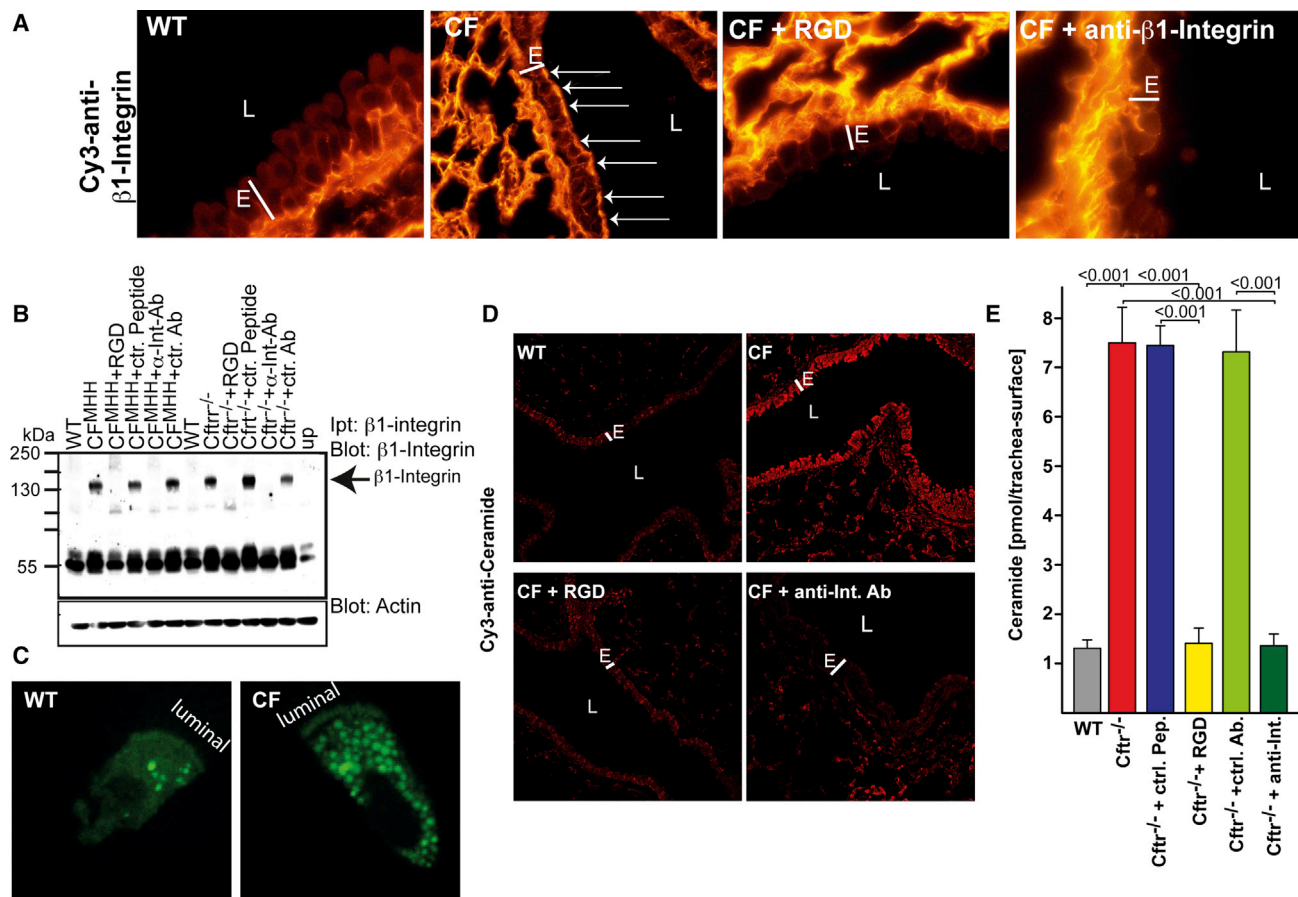 A
WT
CF
CF + RGD
CF + anti-β1-Integrin
Cy3-anti-
β1-Integrin
L
E
E
L
E
L
E
L
B
WT
CFMHH
CFMHH+RGD
CFMHH+ctr. Peptide
CFMHH+α-Int-Ab
CFMHH+ctr. Ab
WT
Cftrr-/-
Cftr-/-+RGD
Cfrt-/-+ctr. Peptide
Cftr-/-+α-Int-Ab
Cftr-/-+ctr. Ab
up
kDa
250
130
55
Ipt: β1-integrin
Blot: β1-Integrin
β1-Integrin
Blot: Actin
C
WT
luminal
CF
luminal
D
Cy3-anti-Ceramide
WT
E
L
CF
E
L
CF + RGD
E
L
CF + anti-Int. Ab
L
E
E
<0.001
<0.001
<0.001
<0.001
<0.001
Ceramide [pmol/trachea-surface]
8
7
6
5
4
3
2
1
WT
Cftr-/-
Cftr-/- + ctrl. Pep.
Cftr-/-+ RGD
Cftr-/- +ctrl. Ab.
Cftr-/- + anti-Int.